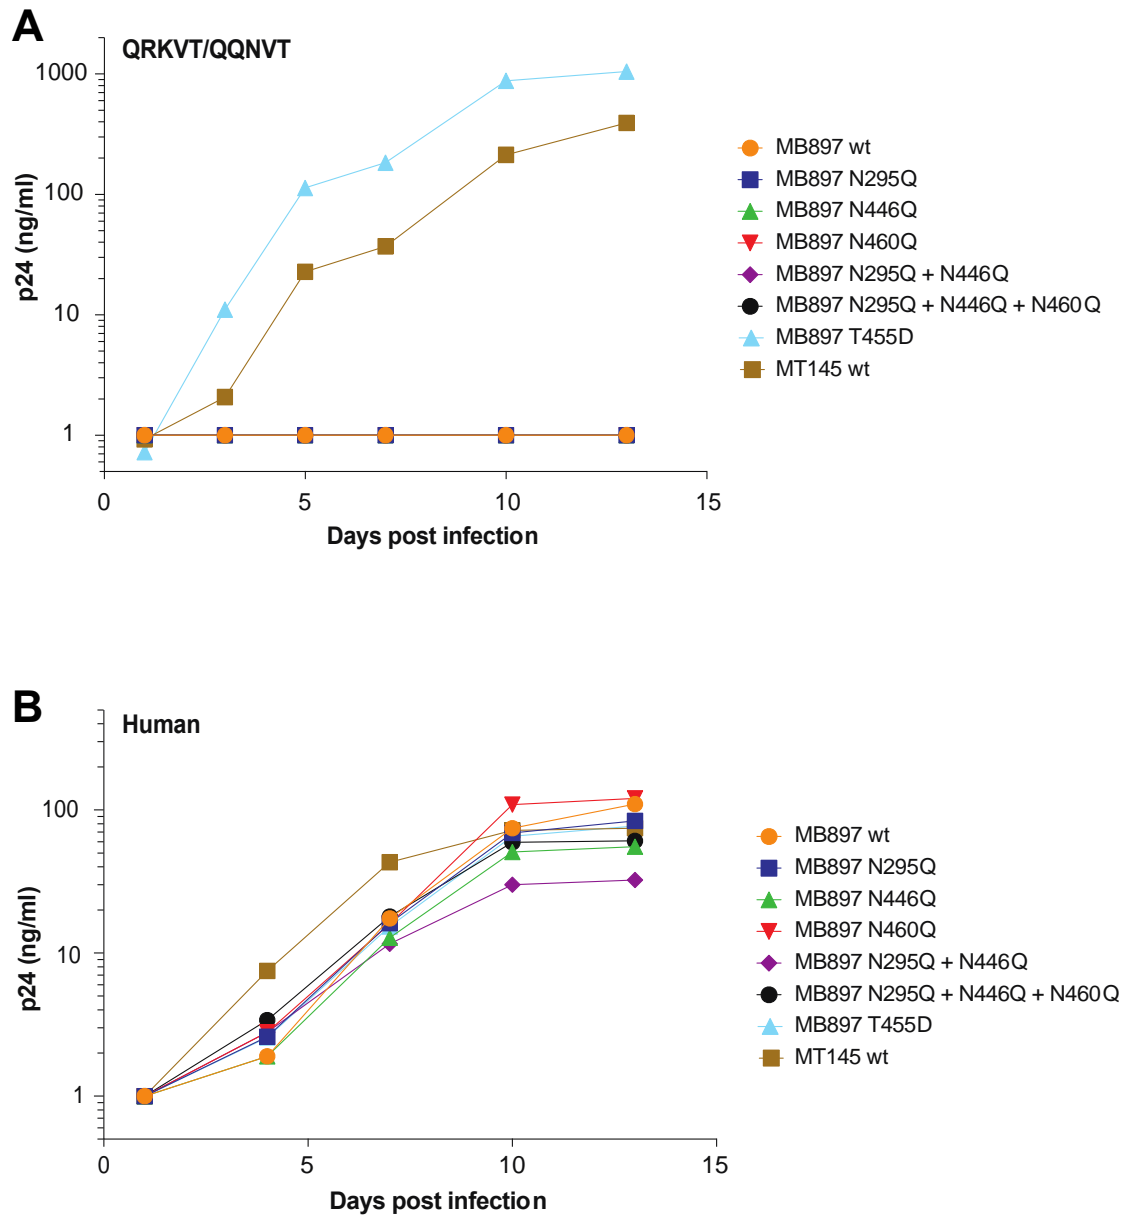 A
QRKVT/QQNVT
1000
100
10
1
p24 (ng/ml)
0
5
10
15
Days post infection
MB897 wt
MB897 N295Q
MB897 N446Q
MB897 N460Q
MB897 N295Q + N446Q
MB897 N295Q + N446Q + N460Q
MB897 T455D
MT145 wt
B
Human
100
10
1
p24 (ng/ml)
0
5
10
15
Days post infection
MB897 wt
MB897 N295Q
MB897 N446Q
MB897 N460Q
MB897 N295Q + N446Q
MB897 N295Q + N446Q + N460Q
MB897 T455D
MT145 wt